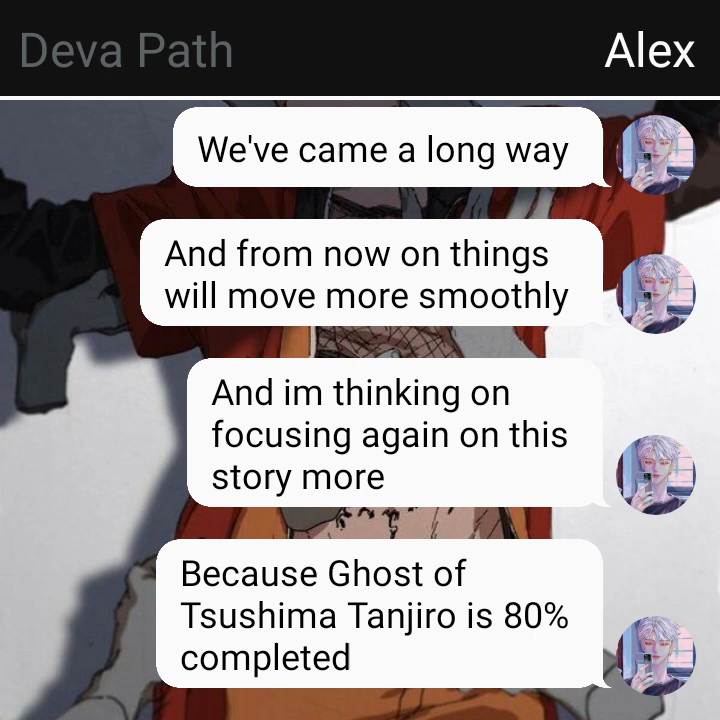 Deva Path
Alex
We've came a long way
And from now on things
will move more smoothly
And im thinking on
focusing again on this
story more
Because Ghost of
Tsushima Tanjiro is 80%
completed